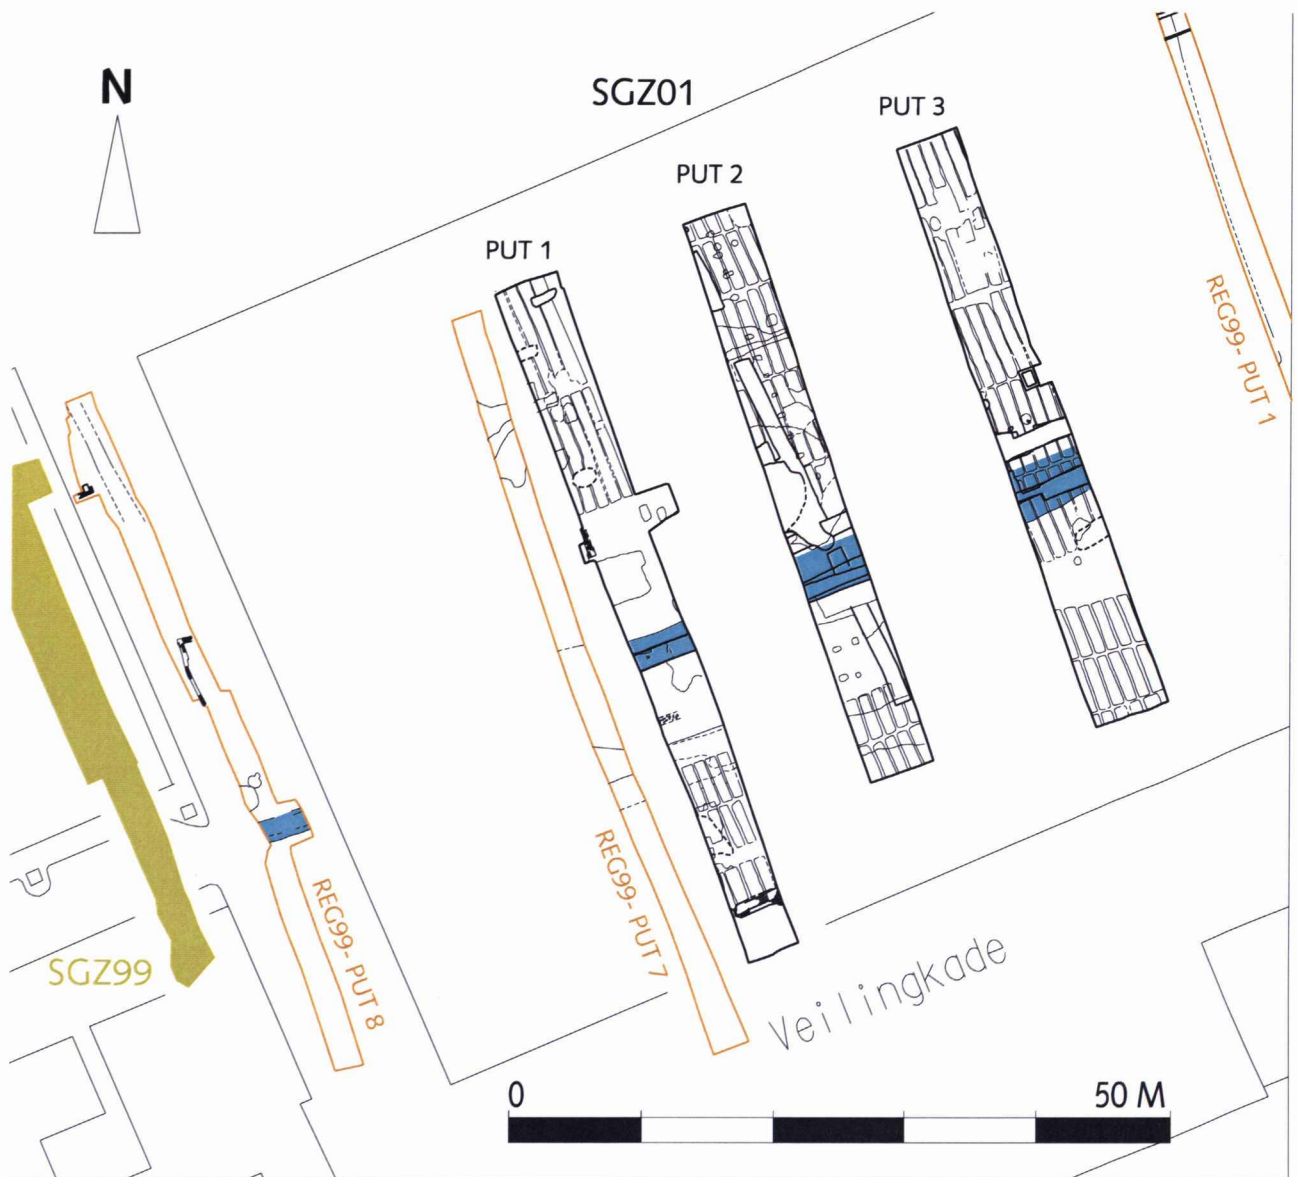 N
SGZ01
PUT 3
PUT 2
PUT 1
REG99- PUT 1
REG99- PUT 7
REG99- PUT 8
SGZ99
Veilingkade
0
50 M